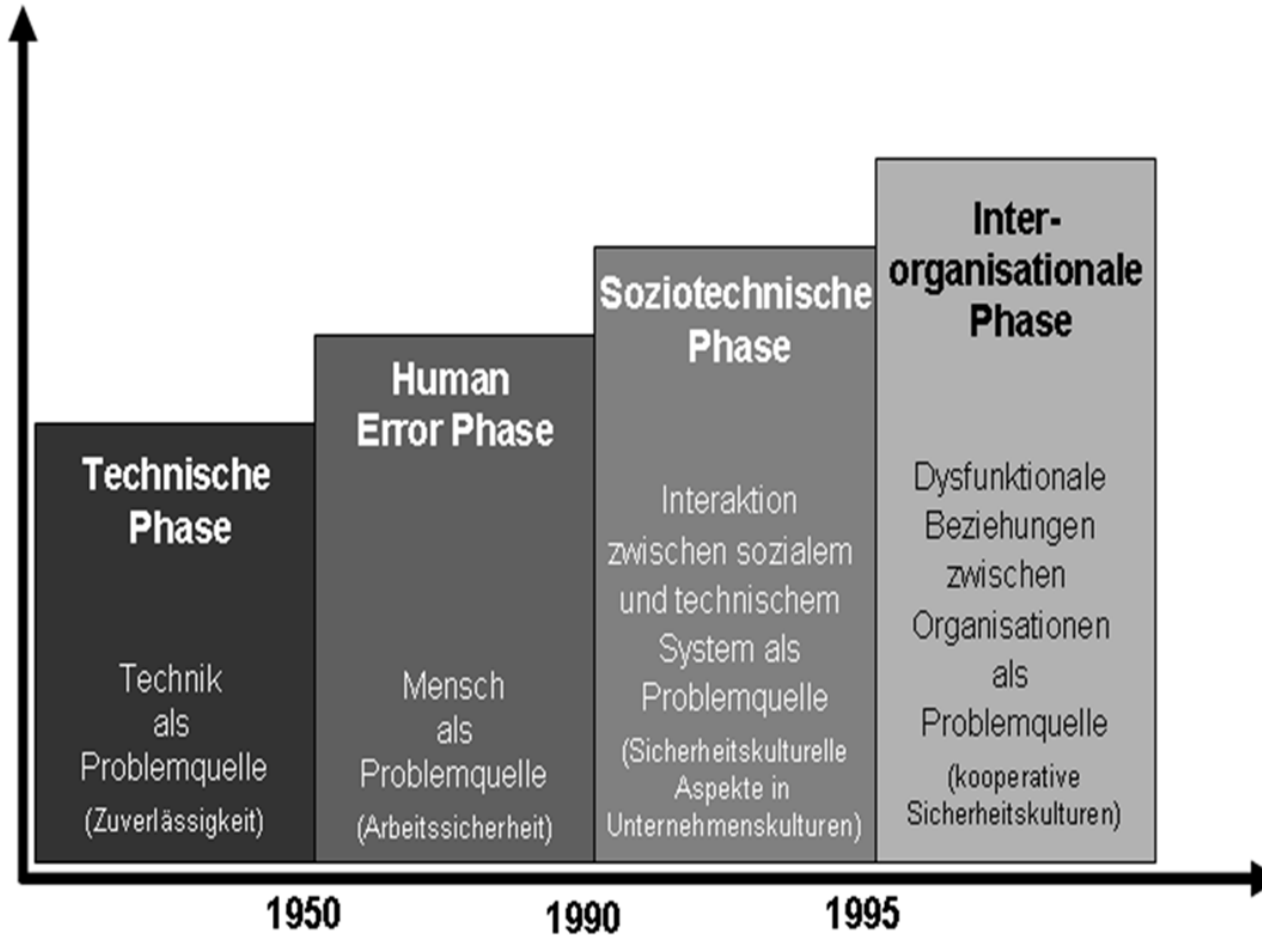 Technische
Phase
Technik
als
Problemquelle
(Zuverlässigkeit)
Human
Error Phase
Mensch
als
Problemquelle
(Arbeitssicherheit)
Soziotechnische
Phase
Interaktion
zwischen sozialem
und technischem
System als
Problemquelle
(Sicherheitskulturelle
Aspekte in
Unternehmenskulturen)
Inter-
organisationale
Phase
Dysfunktionale
Beziehungen
zwischen
Organisationen
als
Problemquelle
(kooperative
Sicherheitskulturen)
1950
1990
1995